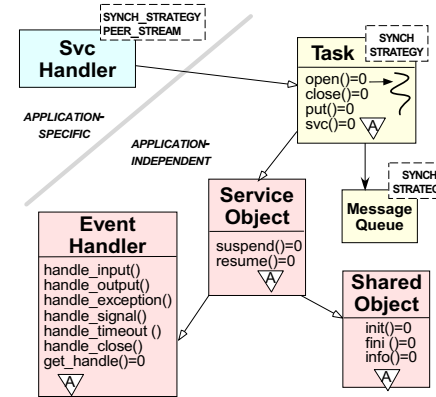 SYNCH_STRATEGY
PEER_STREAM
Svc
Handler
SYNCH
STRATEGY
Task
open()=0
close()=0
put()=0
svc()=0
A
APPLICATION-
SPECIFIC
APPLICATION-
INDEPENDENT
SYNCH
STRATEG
Message
Queue
Service
Object
suspend()=0
resume()=0
A
Event
Handler
handle_input()
handle_output()
handle_exception()
handle_signal()
handle_timeout ()
handle_close()
get_handle()=0
A
Shared
Object
init()=0
fini ()=0
info()=0
A